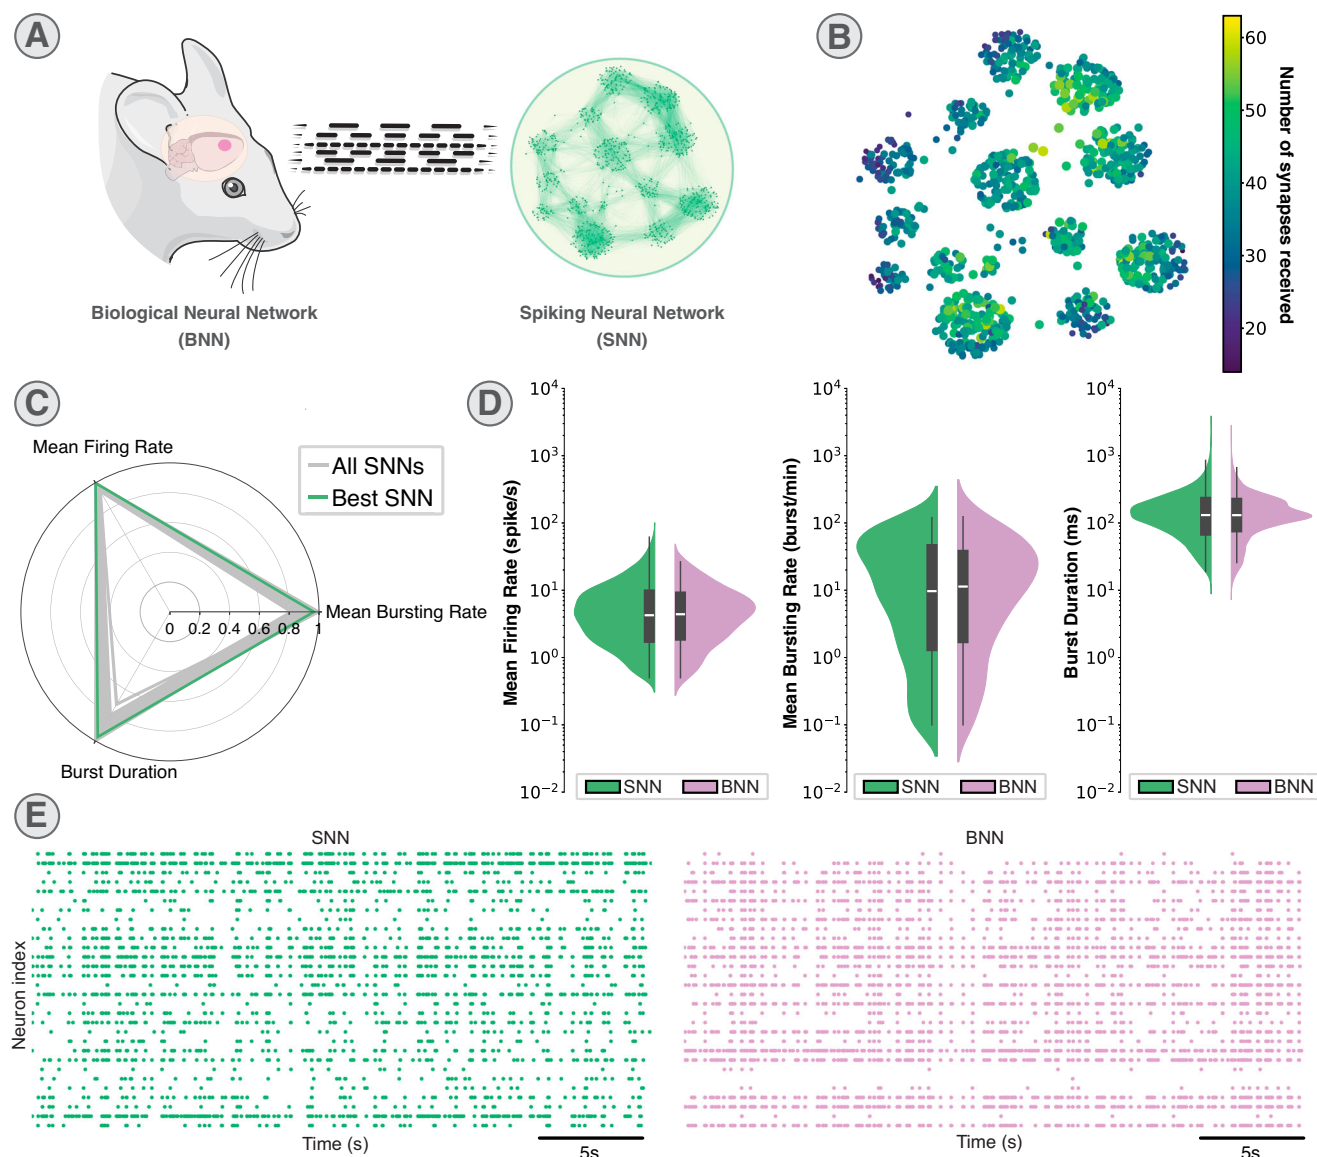 A
Biological Neural Network
(BNN)
Spiking Neural Network
(SNN)
B
60
50
40
30
20
Number of synapses received
C
Mean Firing Rate
All SNNs
Best SNN
0 0.2 0.4 0.6 0.8 1
Mean Bursting Rate
Burst Duration
D
Mean Firing Rate (spike/s)
10⁴
10³
10²
10¹
10⁰
10⁻¹
10⁻²
SNN BNN
Mean Bursting Rate (burst/min)
10⁴
10³
10²
10¹
10⁰
10⁻¹
10⁻²
SNN BNN
Burst Duration (ms)
10⁴
10³
10²
10¹
10⁰
10⁻¹
10⁻²
SNN BNN
E
SNN
Neuron index
Time (s)
5s
BNN
Time (s)
5s